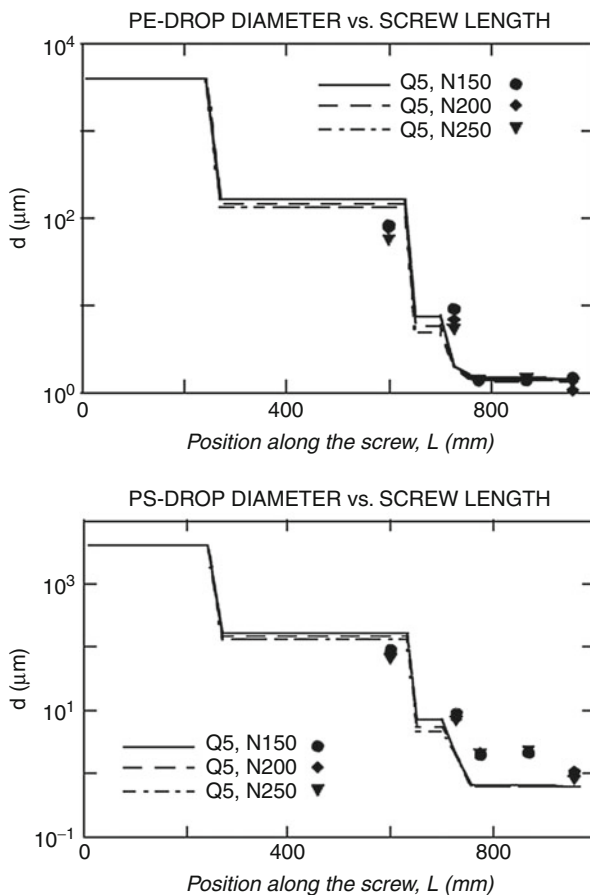 PE-DROP DIAMETER vs. SCREW LENGTH
10⁴
Q5, N150
Q5, N200
Q5, N250
d (μm)
10²
10⁰
0
400
800
Position along the screw, L (mm)
PS-DROP DIAMETER vs. SCREW LENGTH
10³
d (μm)
10¹
Q5, N150
Q5, N200
Q5, N250
10⁻¹
0
400
800
Position along the screw, L (mm)